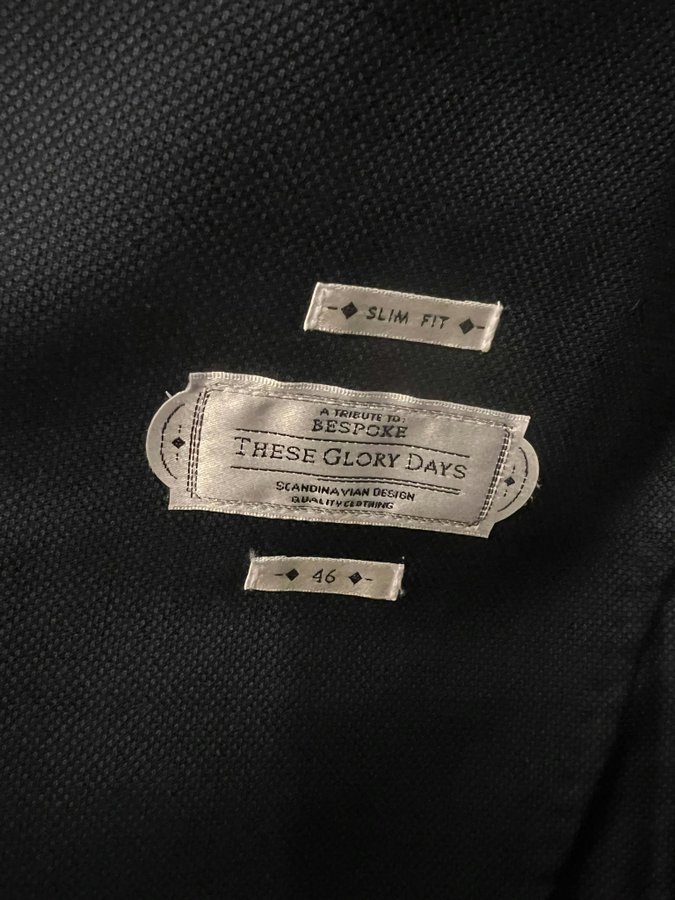 SLIM FIT
A TRIBUTE TO:
BESPOKE
THESE GLORY DAYS
SCANDINAVIAN DESIGN
QUALITY CLOTHING
46